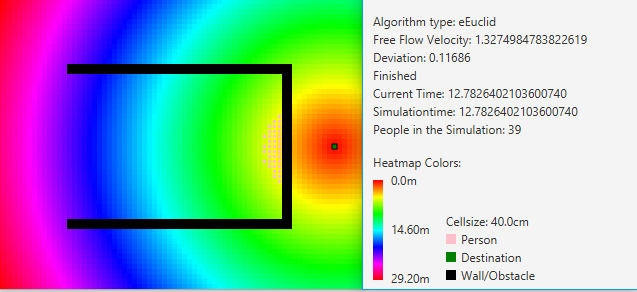 Algorithm type: eEuclid
Free Flow Velocity: 1.3274984783822619
Deviation: 0.11686
Finished
Current Time: 12.7826402103600740
Simulationtime: 12.7826402103600740
People in the Simulation: 39
Heatmap Colors:
0.0m
14.60m
29.20m
Cellsize: 40.0cm
Person
Destination
Wall/Obstacle